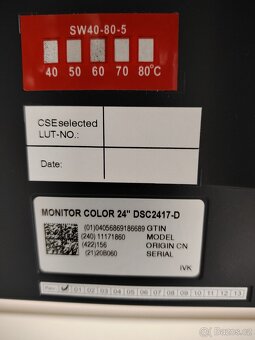 SW40-80-5
40 50 60 70 80°C
CSEselected
LUT-NO.:
Date:
MONITOR COLOR 24" DSC2417-D
(01)04056869186689 GTIN
(240) 11171860 MODEL
(422)156 ORIGIN CN
(21)20B060 SERIAL
IVK
Rev. 01 02 03 04 05 06 07 08 09 10 11 12 13